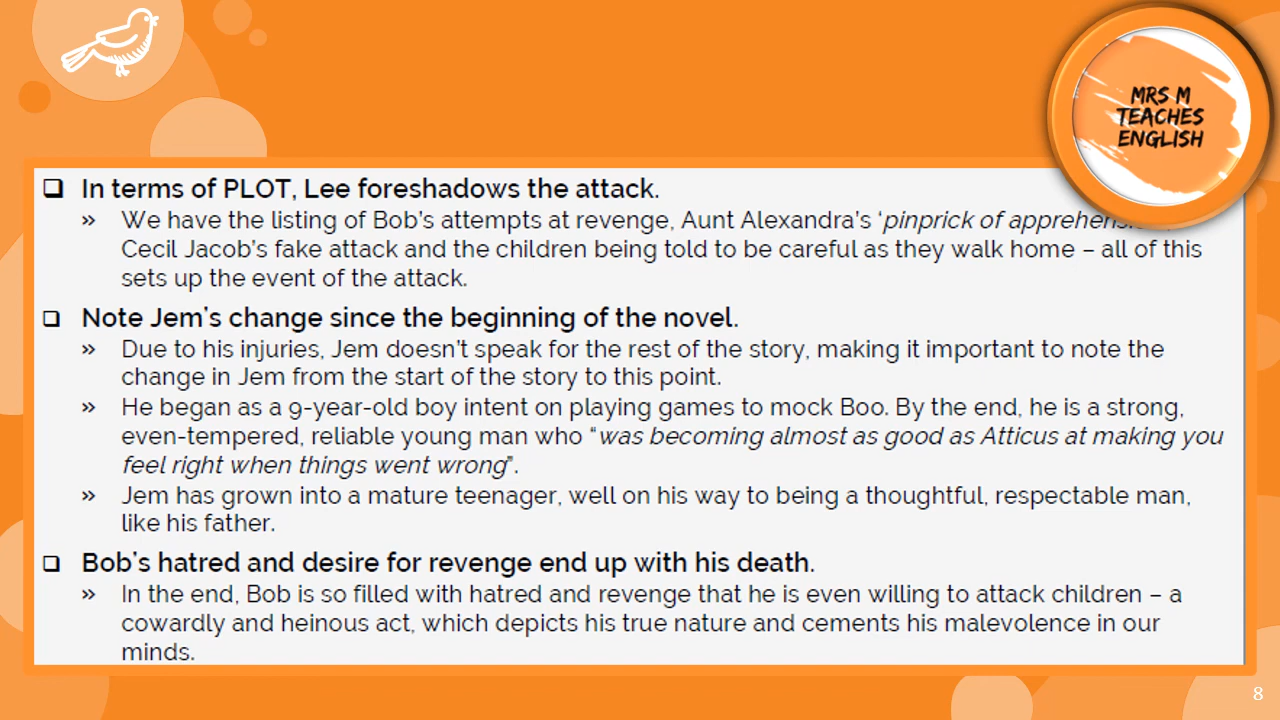 MRS M
TEACHES
ENGLISH
❑ In terms of PLOT, Lee foreshadows the attack.
» We have the listing of Bob's attempts at revenge, Aunt Alexandra's 'pinprick of
Cecil Jacob's fake attack and the children being told to be careful as they walk home – all of this
sets up the event of the attack.
❑ Note Jem's change since the beginning of the novel.
» Due to his injuries, Jem doesn't speak for the rest of the story, making it important to note the
change in Jem from the start of the story to this point.
» He began as a 9-year-old boy intent on playing games to mock Boo. By the end, he is a strong,
even-tempered, reliable young man who "was becoming almost as good as Atticus at making you
feel right when things went wrong".
» Jem has grown into a mature teenager, well on his way to being a thoughtful, respectable man,
like his father.
❑ Bob's hatred and desire for revenge end up with his death.
» In the end, Bob is so filled with hatred and revenge that he is even willing to attack children – a
cowardly and heinous act, which depicts his true nature and cements his malevolence in our
minds.
8